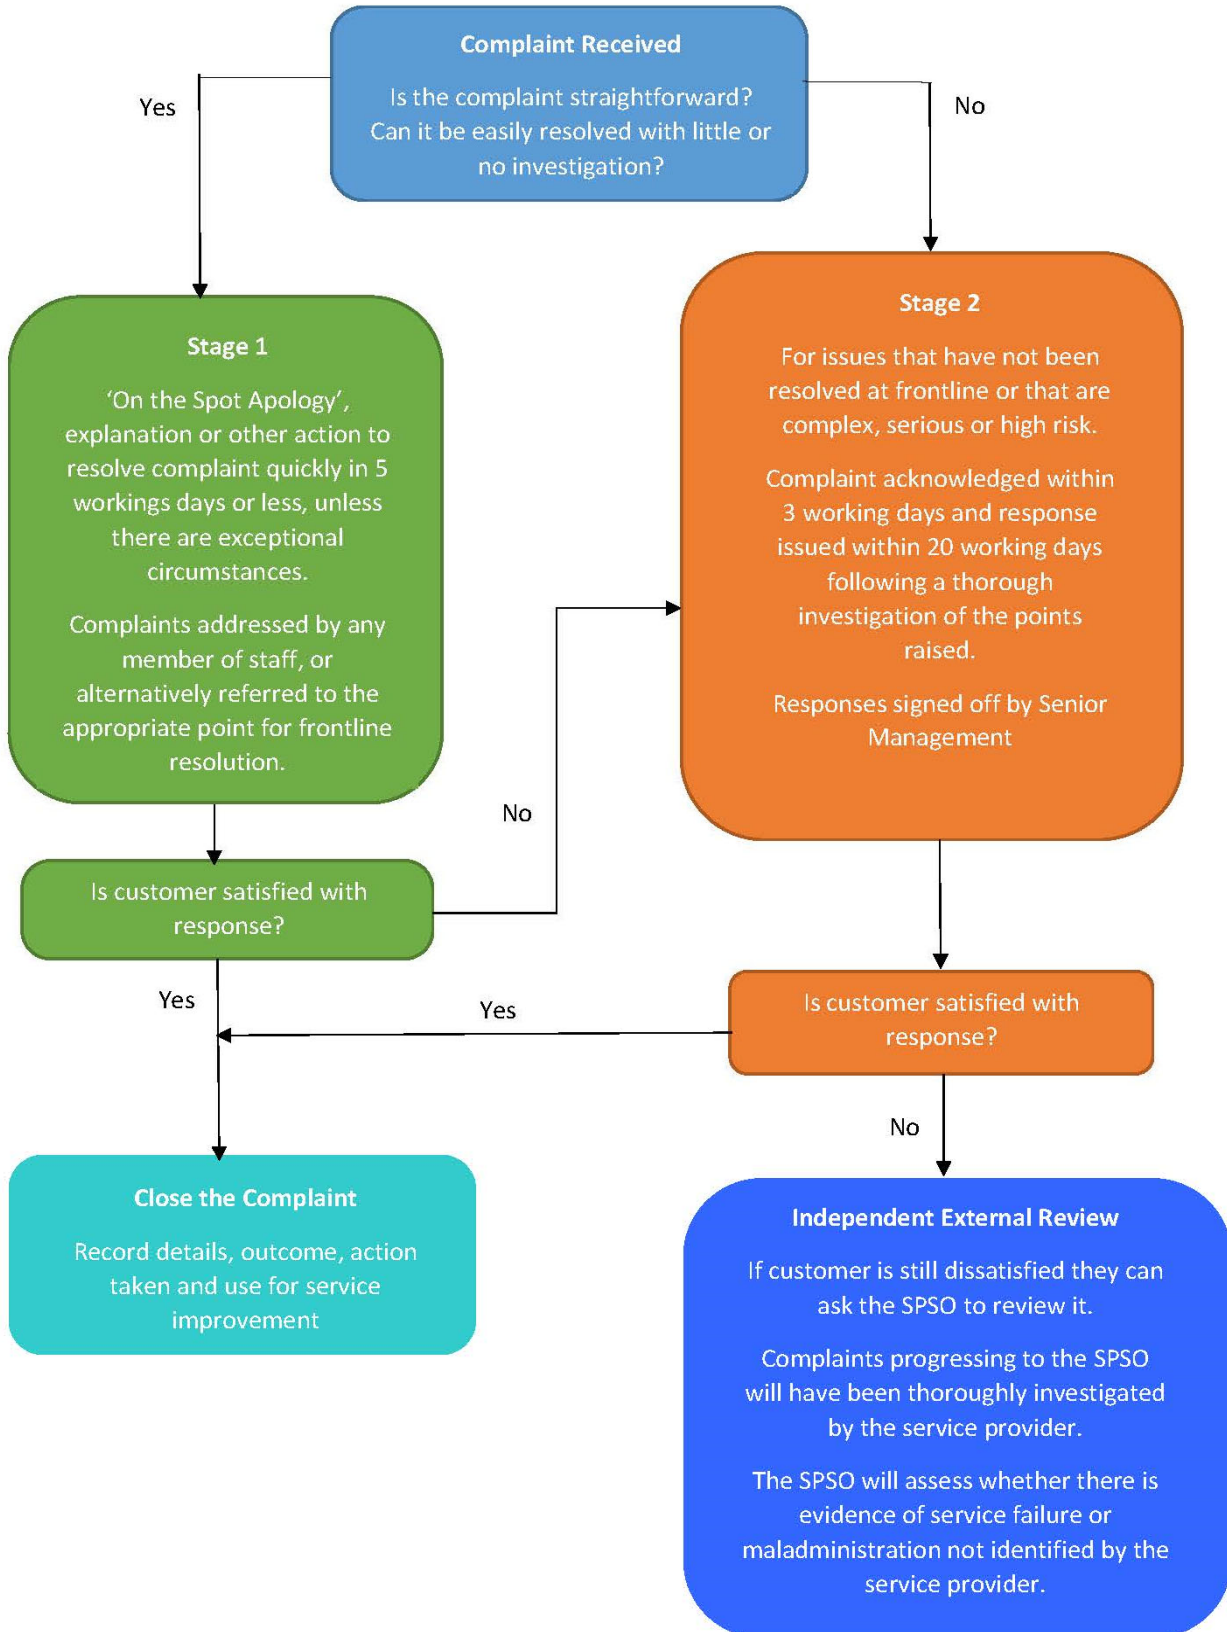 Complaint Received
Is the complaint straightforward?
Can it be easily resolved with little or
no investigation?
Yes
No
Stage 1
‘On the Spot Apology’,
explanation or other action to
resolve complaint quickly in 5
workings days or less, unless
there are exceptional
circumstances.
Complaints addressed by any
member of staff, or
alternatively referred to the
appropriate point for frontline
resolution.
Stage 2
For issues that have not been
resolved at frontline or that are
complex, serious or high risk.
Complaint acknowledged within
3 working days and response
issued within 20 working days
following a thorough
investigation of the points
raised.
Responses signed off by Senior
Management
No
Is customer satisfied with
response?
Yes
Yes
Is customer satisfied with
response?
No
Close the Complaint
Record details, outcome, action
taken and use for service
improvement
Independent External Review
If customer is still dissatisfied they can
ask the SPSO to review it.
Complaints progressing to the SPSO
will have been thoroughly investigated
by the service provider.
The SPSO will assess whether there is
evidence of service failure or
maladministration not identified by the
service provider.